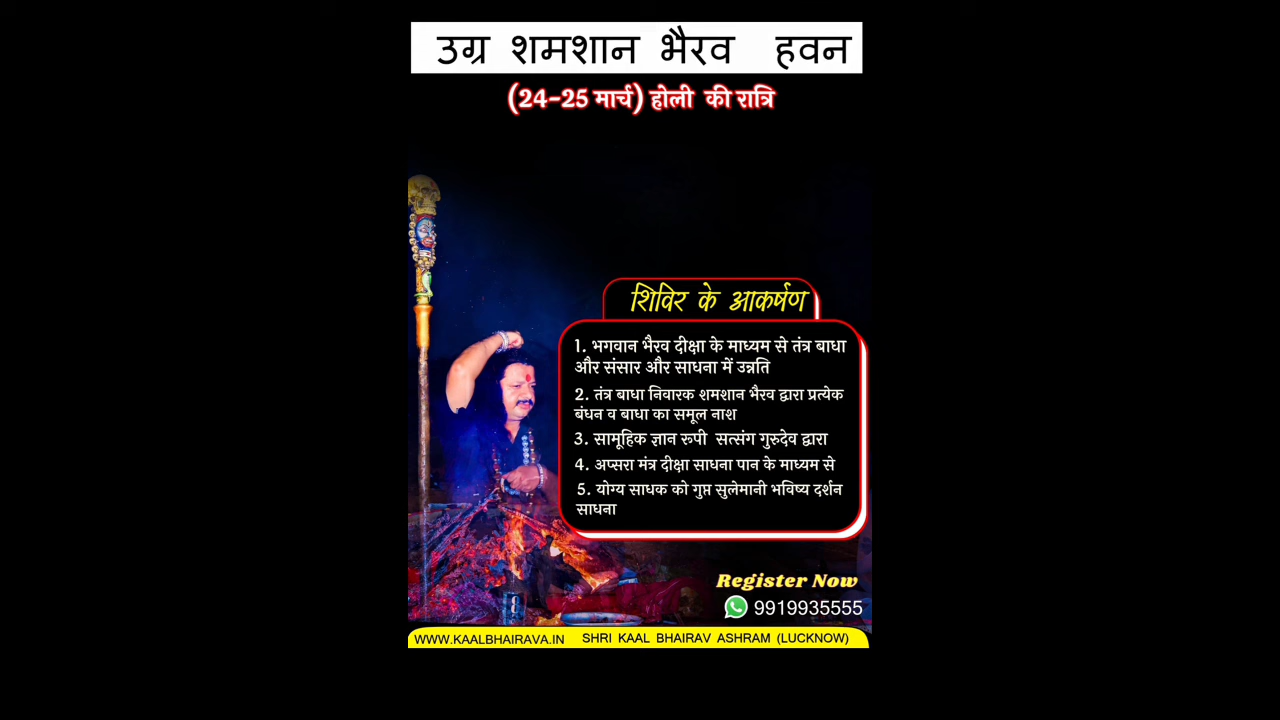 उग्र शमशान भैरव हवन
(24-25 मार्च) होली की रात्रि
शिविर के आकर्षण
1. भगवान भैरव दीक्षा के माध्यम से तंत्र बाधा
और संसार और साधना में उन्नति
2. तंत्र बाधा निवारक शमशान भैरव द्वारा प्रत्येक
बंधन व बाधा का समूल नाश
3. सामूहिक ज्ञान रूपी सत्संग गुरुदेव द्वारा
4. अप्सरा मंत्र दीक्षा साधना पान के माध्यम से
5. योग्य साधक को गुप्त सुलेमानी भविष्य दर्शन
साधना
Register Now
9919935555
WWW.KAALBHAIRAVA.IN SHRI KAAL BHAIRAV ASHRAM (LUCKNOW)